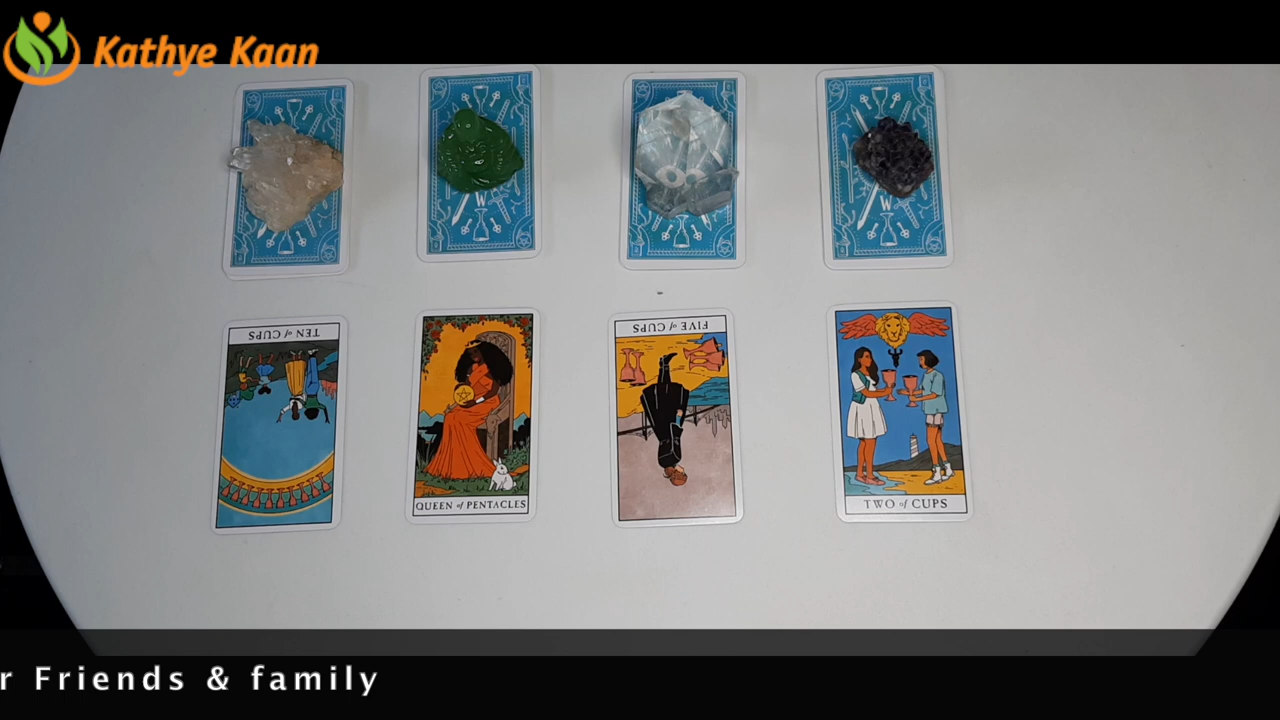 Kathye Kaan
W
W
TEN of CUPS
QUEEN of PENTACLES
FIVE of CUPS
TWO of CUPS
r Friends & family